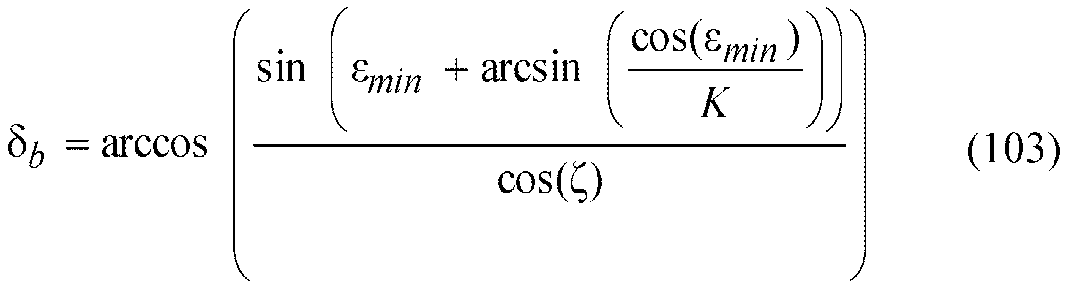 δ_b = arccos ( sin ( ε_min + arcsin ( cos(ε_min) / K ) ) / cos(ζ) ) (103)